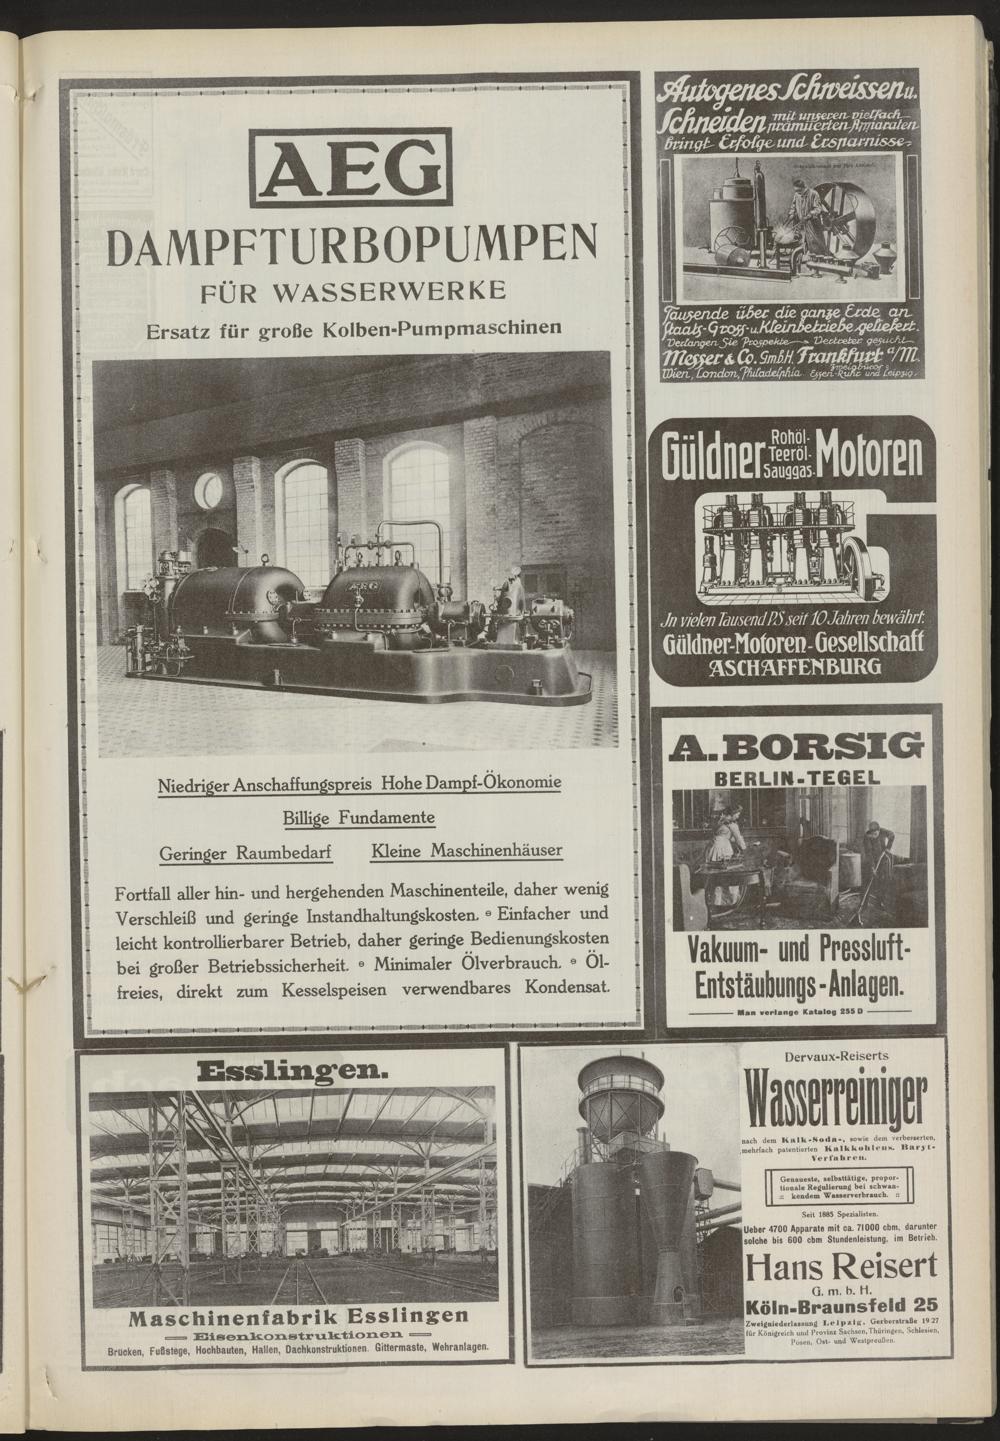 AEG
DAMPFTURBOPUMPEN
FÜR WASSERWERKE
Ersatz für große Kolben-Pumpmaschinen
AEG
Niedriger Anschaffungspreis Hohe Dampf-Ökonomie
Billige Fundamente
Geringer Raumbedarf Kleine Maschinenhäuser
Fortfall aller hin- und hergehenden Maschinenteile, daher wenig
Verschleiß und geringe Instandhaltungskosten. Einfacher und
leicht kontrollierbarer Betrieb, daher geringe Bedienungskosten
bei großer Betriebssicherheit. Minimaler Ölverbrauch. Öl-
freies, direkt zum Kesselspeisen verwendbares Kondensat.
Autogenes Schweissen u.
Schneiden mit unseren vielfach
prämiierten Apparaten
bringt Erfolge und Ersparnisse.
Tausende über die ganze Erde an
Staats-Gross- u. Kleinbetriebe geliefert.
Verlangen Sie Prospekte Vertreter gesucht
Messer & Co. G.m.b.H. Frankfurt a/M.
Wien, London, Philadelphia Zweigbüros: Essen-Ruhr und Leipzig.
Güldner Rohöl-
Teeröl-
Sauggas- Motoren
In vielen Tausend PS seit 10 Jahren bewährt.
Güldner-Motoren-Gesellschaft
ASCHAFFENBURG
A. BORSIG
BERLIN-TEGEL
Vakuum- und Pressluft-
Entstäubungs-Anlagen.
Man verlange Katalog 255 D
Esslingen.
Maschinenfabrik Esslingen
Eisenkonstruktionen
Brücken, Fußstege, Hochbauten, Hallen, Dachkonstruktionen. Gittermaste, Wehranlagen.
Dervaux-Reiserts
Wasserreiniger
nach dem Kalk-Soda-, sowie dem verbesserten,
mehrfach patentierten Kalkkohlens. Baryt-
Verfahren.
Genaueste, selbsttätige, propor-
tionale Regulierung bei schwan-
:: kendem Wasserverbrauch. ::
Seit 1885 Spezialisten.
Ueber 4700 Apparate mit ca. 71000 cbm, darunter
solche bis 600 cbm Stundenleistung, im Betrieb.
Hans Reisert
G. m. b. H.
Köln-Braunsfeld 25
Zweigniederlassung Leipzig, Gerberstraße 19 27
für Königreich und Provinz Sachsen, Thüringen, Schlesien,
Posen, Ost- und Westpreußen.